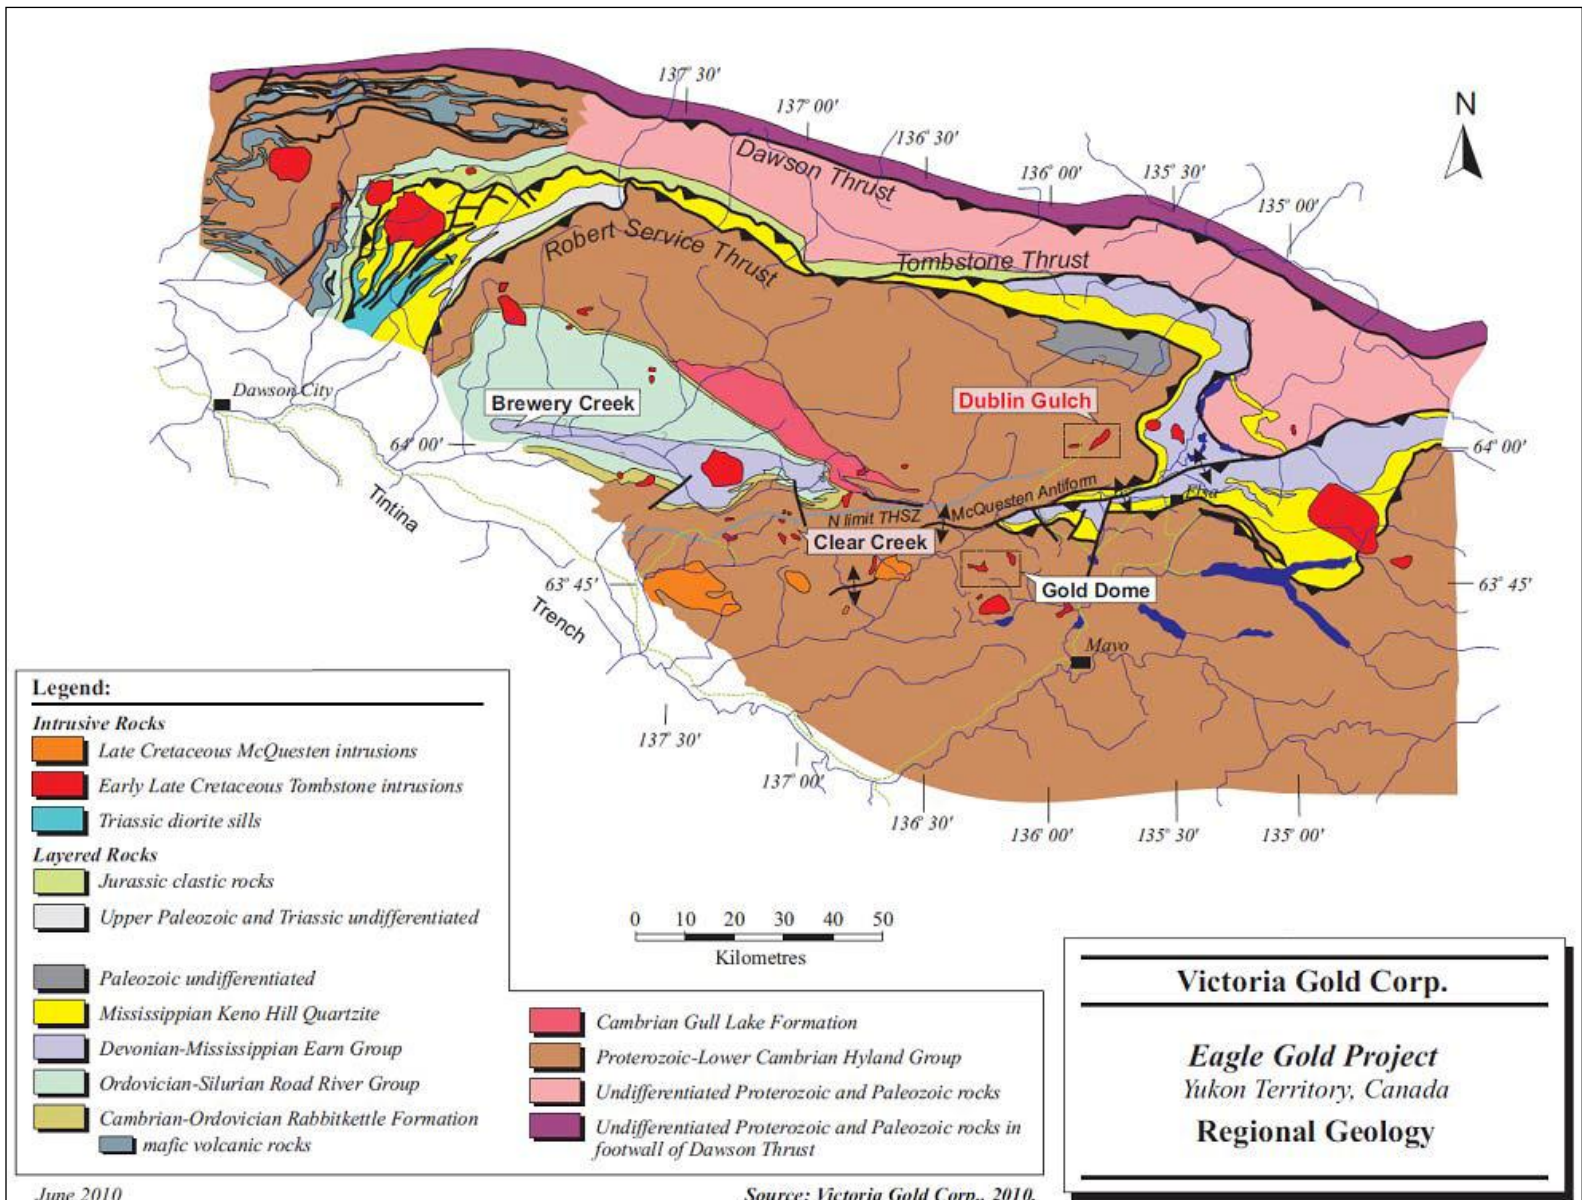 137° 30'
137° 00'
136° 30'
136° 00'
135° 30'
135° 00'
N
Dawson Thrust
Robert Service Thrust
Tombstone Thrust
Dawson City
Brewery Creek
Dublin Gulch
64° 00'
64° 00'
Tintina
McQuesten Antiform
Elsa
N limit THSZ
Clear Creek
63° 45'
63° 45'
Gold Dome
Trench
Mayo
137° 30'
137° 00'
136° 30'
136° 00'
135° 30'
135° 00'
Legend:
Intrusive Rocks
Late Cretaceous McQuesten intrusions
Early Late Cretaceous Tombstone intrusions
Triassic diorite sills
Layered Rocks
Jurassic clastic rocks
Upper Paleozoic and Triassic undifferentiated
Paleozoic undifferentiated
Mississippian Keno Hill Quartzite
Devonian-Mississippian Earn Group
Ordovician-Silurian Road River Group
Cambrian-Ordovician Rabbitkettle Formation
mafic volcanic rocks
Cambrian Gull Lake Formation
Proterozoic-Lower Cambrian Hyland Group
Undifferentiated Proterozoic and Paleozoic rocks
Undifferentiated Proterozoic and Paleozoic rocks in
footwall of Dawson Thrust
0 10 20 30 40 50
Kilometres
Victoria Gold Corp.
Eagle Gold Project
Yukon Territory, Canada
Regional Geology
June 2010
Source: Victoria Gold Corp., 2010.